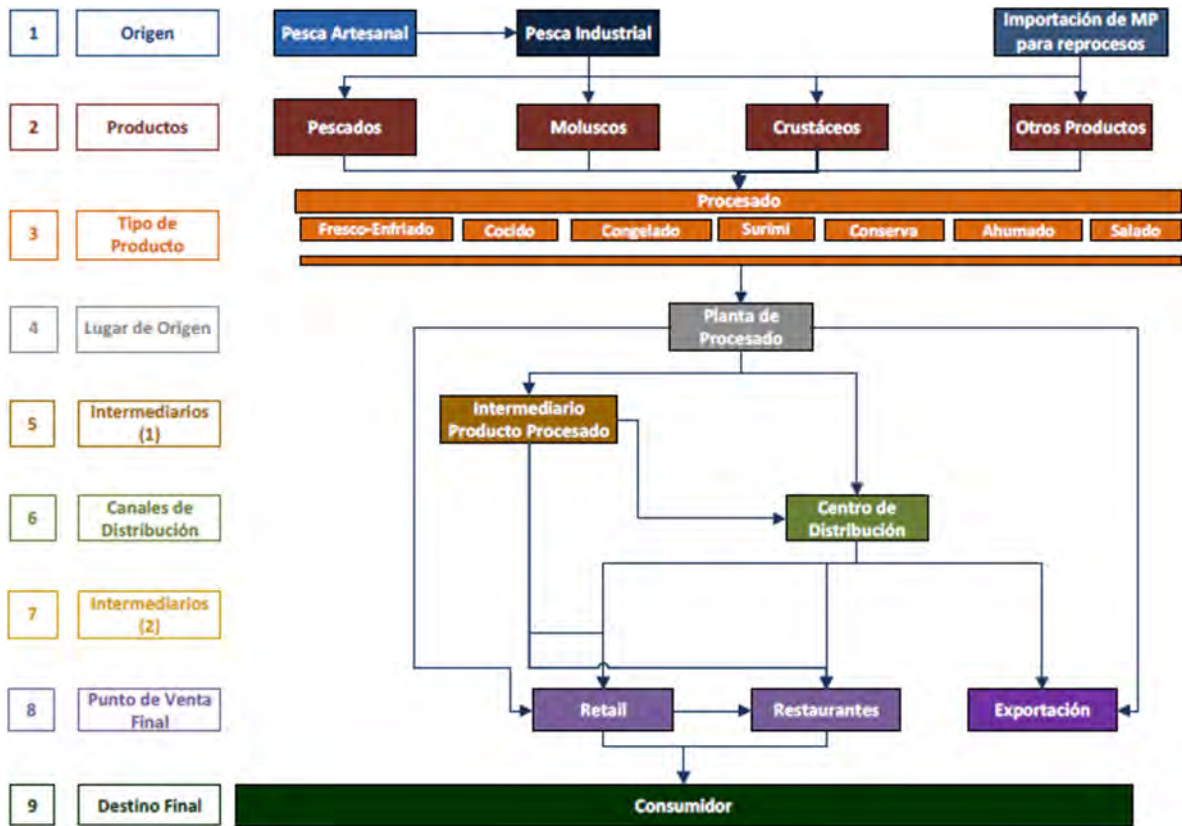 1
Origen
Pesca Artesanal
Pesca Industrial
Importación de MP
para reprocesos
2
Productos
Pescados
Moluscos
Crustáceos
Otros Productos
Procesado
3
Tipo de
Producto
Fresco-Enfriado
Cocido
Congelado
Surimi
Conserva
Ahumado
Salado
4
Lugar de Origen
Planta de
Procesado
5
Intermediarios
(1)
Intermediario
Producto Procesado
6
Canales de
Distribución
Centro de
Distribución
7
Intermediarios
(2)
8
Punto de Venta
Final
Retail
Restaurantes
Exportación
9
Destino Final
Consumidor